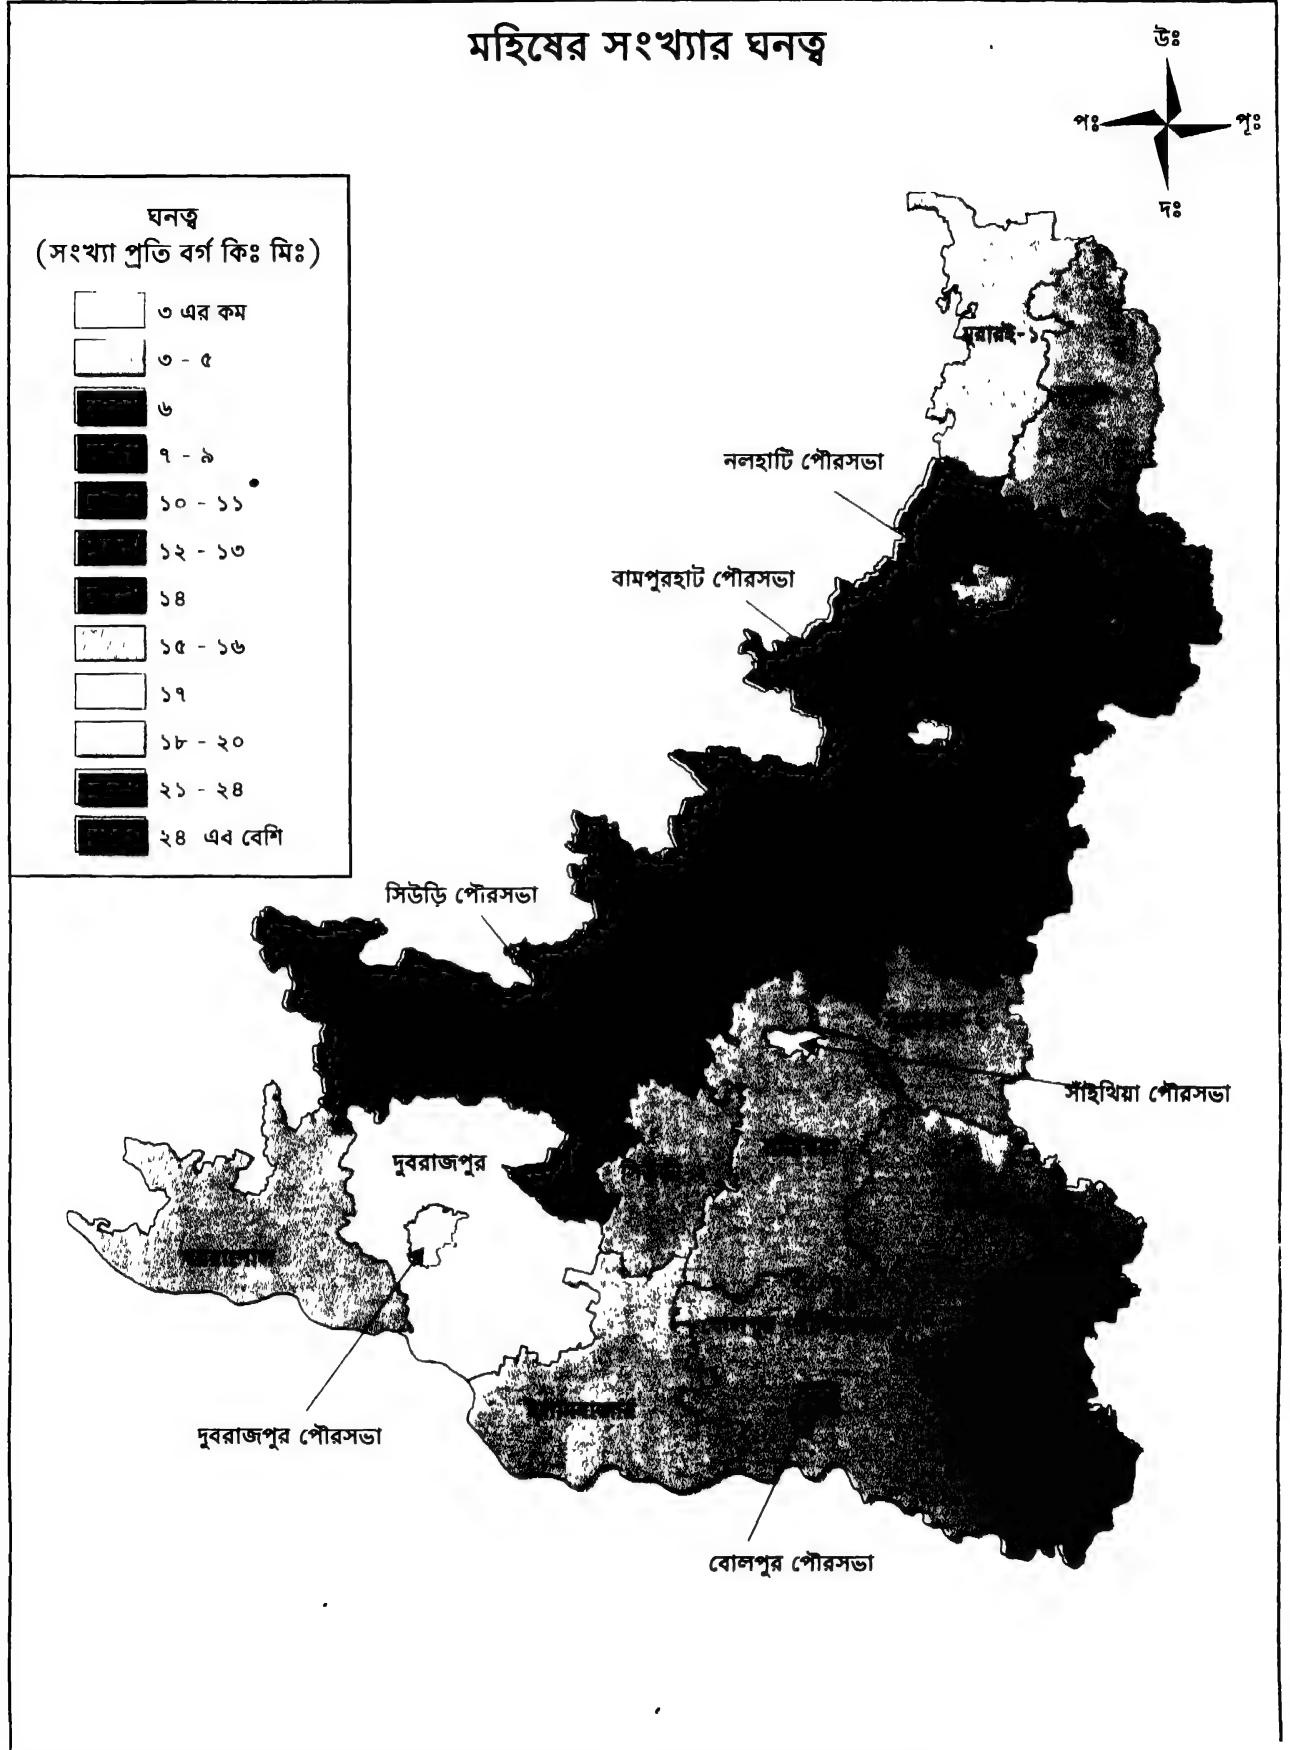 মহিষের সংখ্যার ঘনত্ব
উঃ
পঃ
পূঃ
দঃ
ঘনত্ব
(সংখ্যা প্রতি বর্গ কিঃ মিঃ)
৩ এর কম
৩ - ৫
৬
৭ - ৯
১০ - ১১
১২ - ১৩
১৪
১৫ - ১৬
১৭
১৮ - ২০
২১ - ২৪
২৪ এব বেশি
মুরারই-১
নলহাটি পৌরসভা
বামপুরহাট পৌরসভা
সিউড়ি পৌরসভা
সাঁইথিয়া পৌরসভা
দুবরাজপুর
দুবরাজপুর পৌরসভা
বোলপুর পৌরসভা